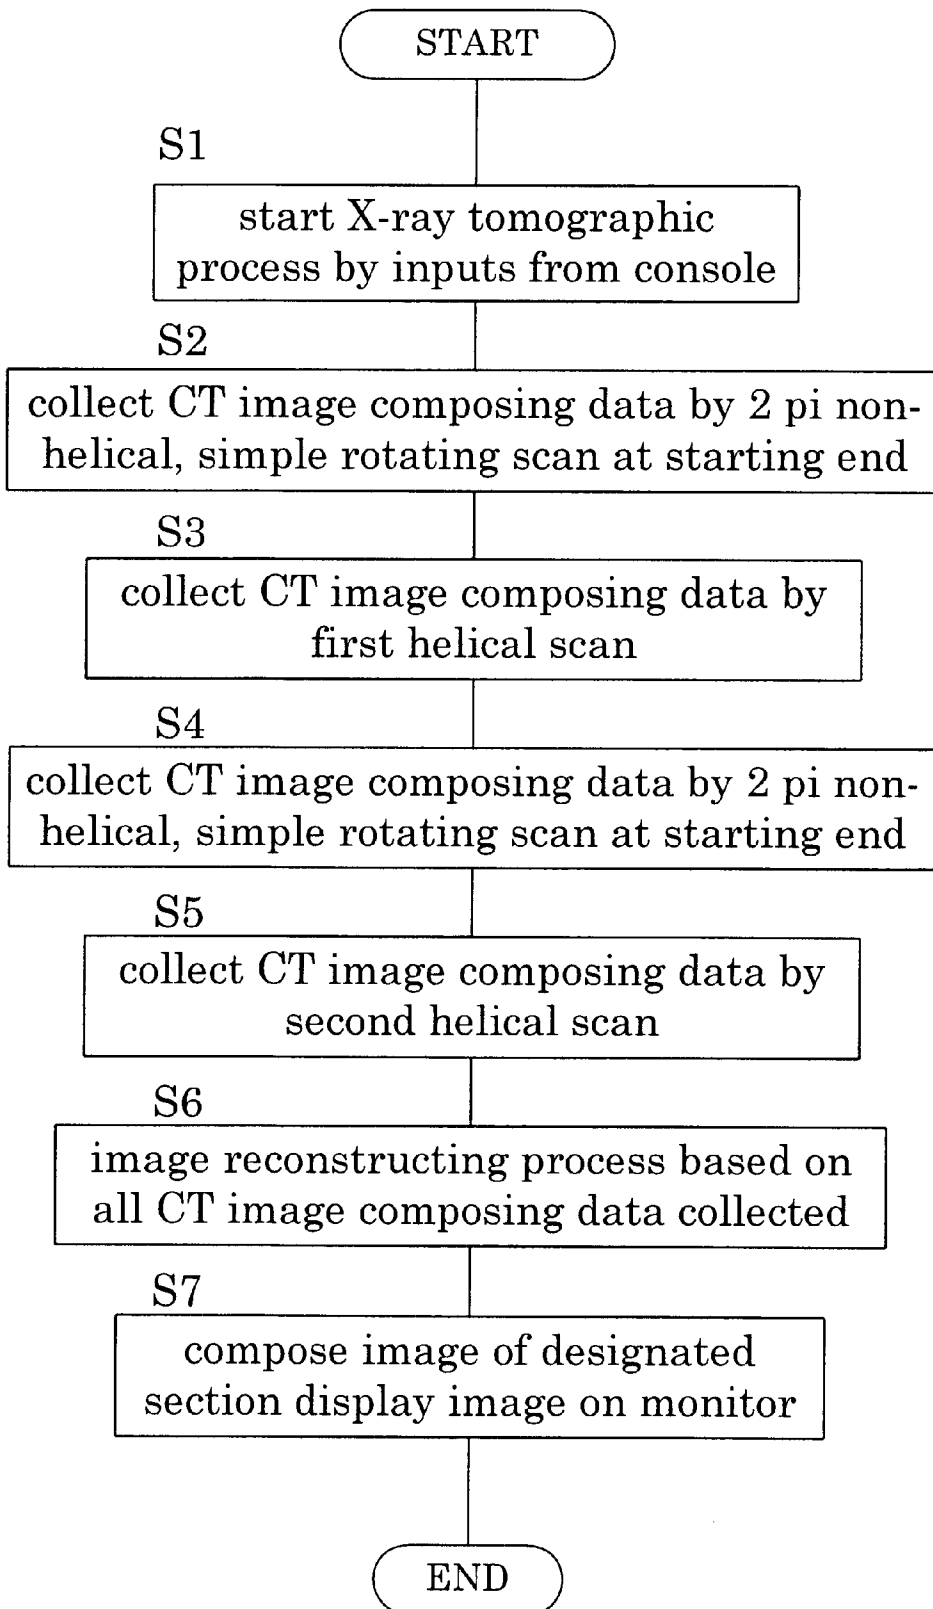 START
S1
start X-ray tomographic
process by inputs from console
S2
collect CT image composing data by 2 pi non-
helical, simple rotating scan at starting end
S3
collect CT image composing data by
first helical scan
S4
collect CT image composing data by 2 pi non-
helical, simple rotating scan at starting end
S5
collect CT image composing data by
second helical scan
S6
image reconstructing process based on
all CT image composing data collected
S7
compose image of designated
section display image on monitor
END